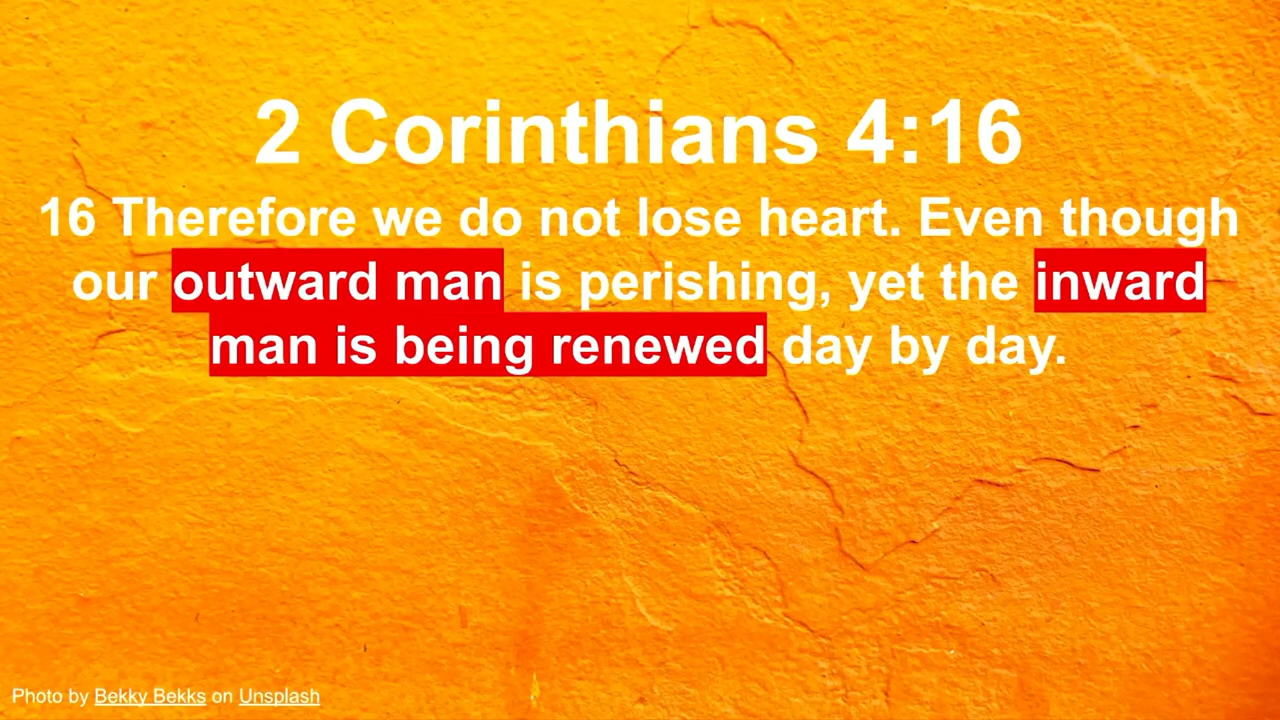 2 Corinthians 4:16
16 Therefore we do not lose heart. Even though
our outward man is perishing, yet the inward
man is being renewed day by day.
Photo by Bekky Bekks on Unsplash